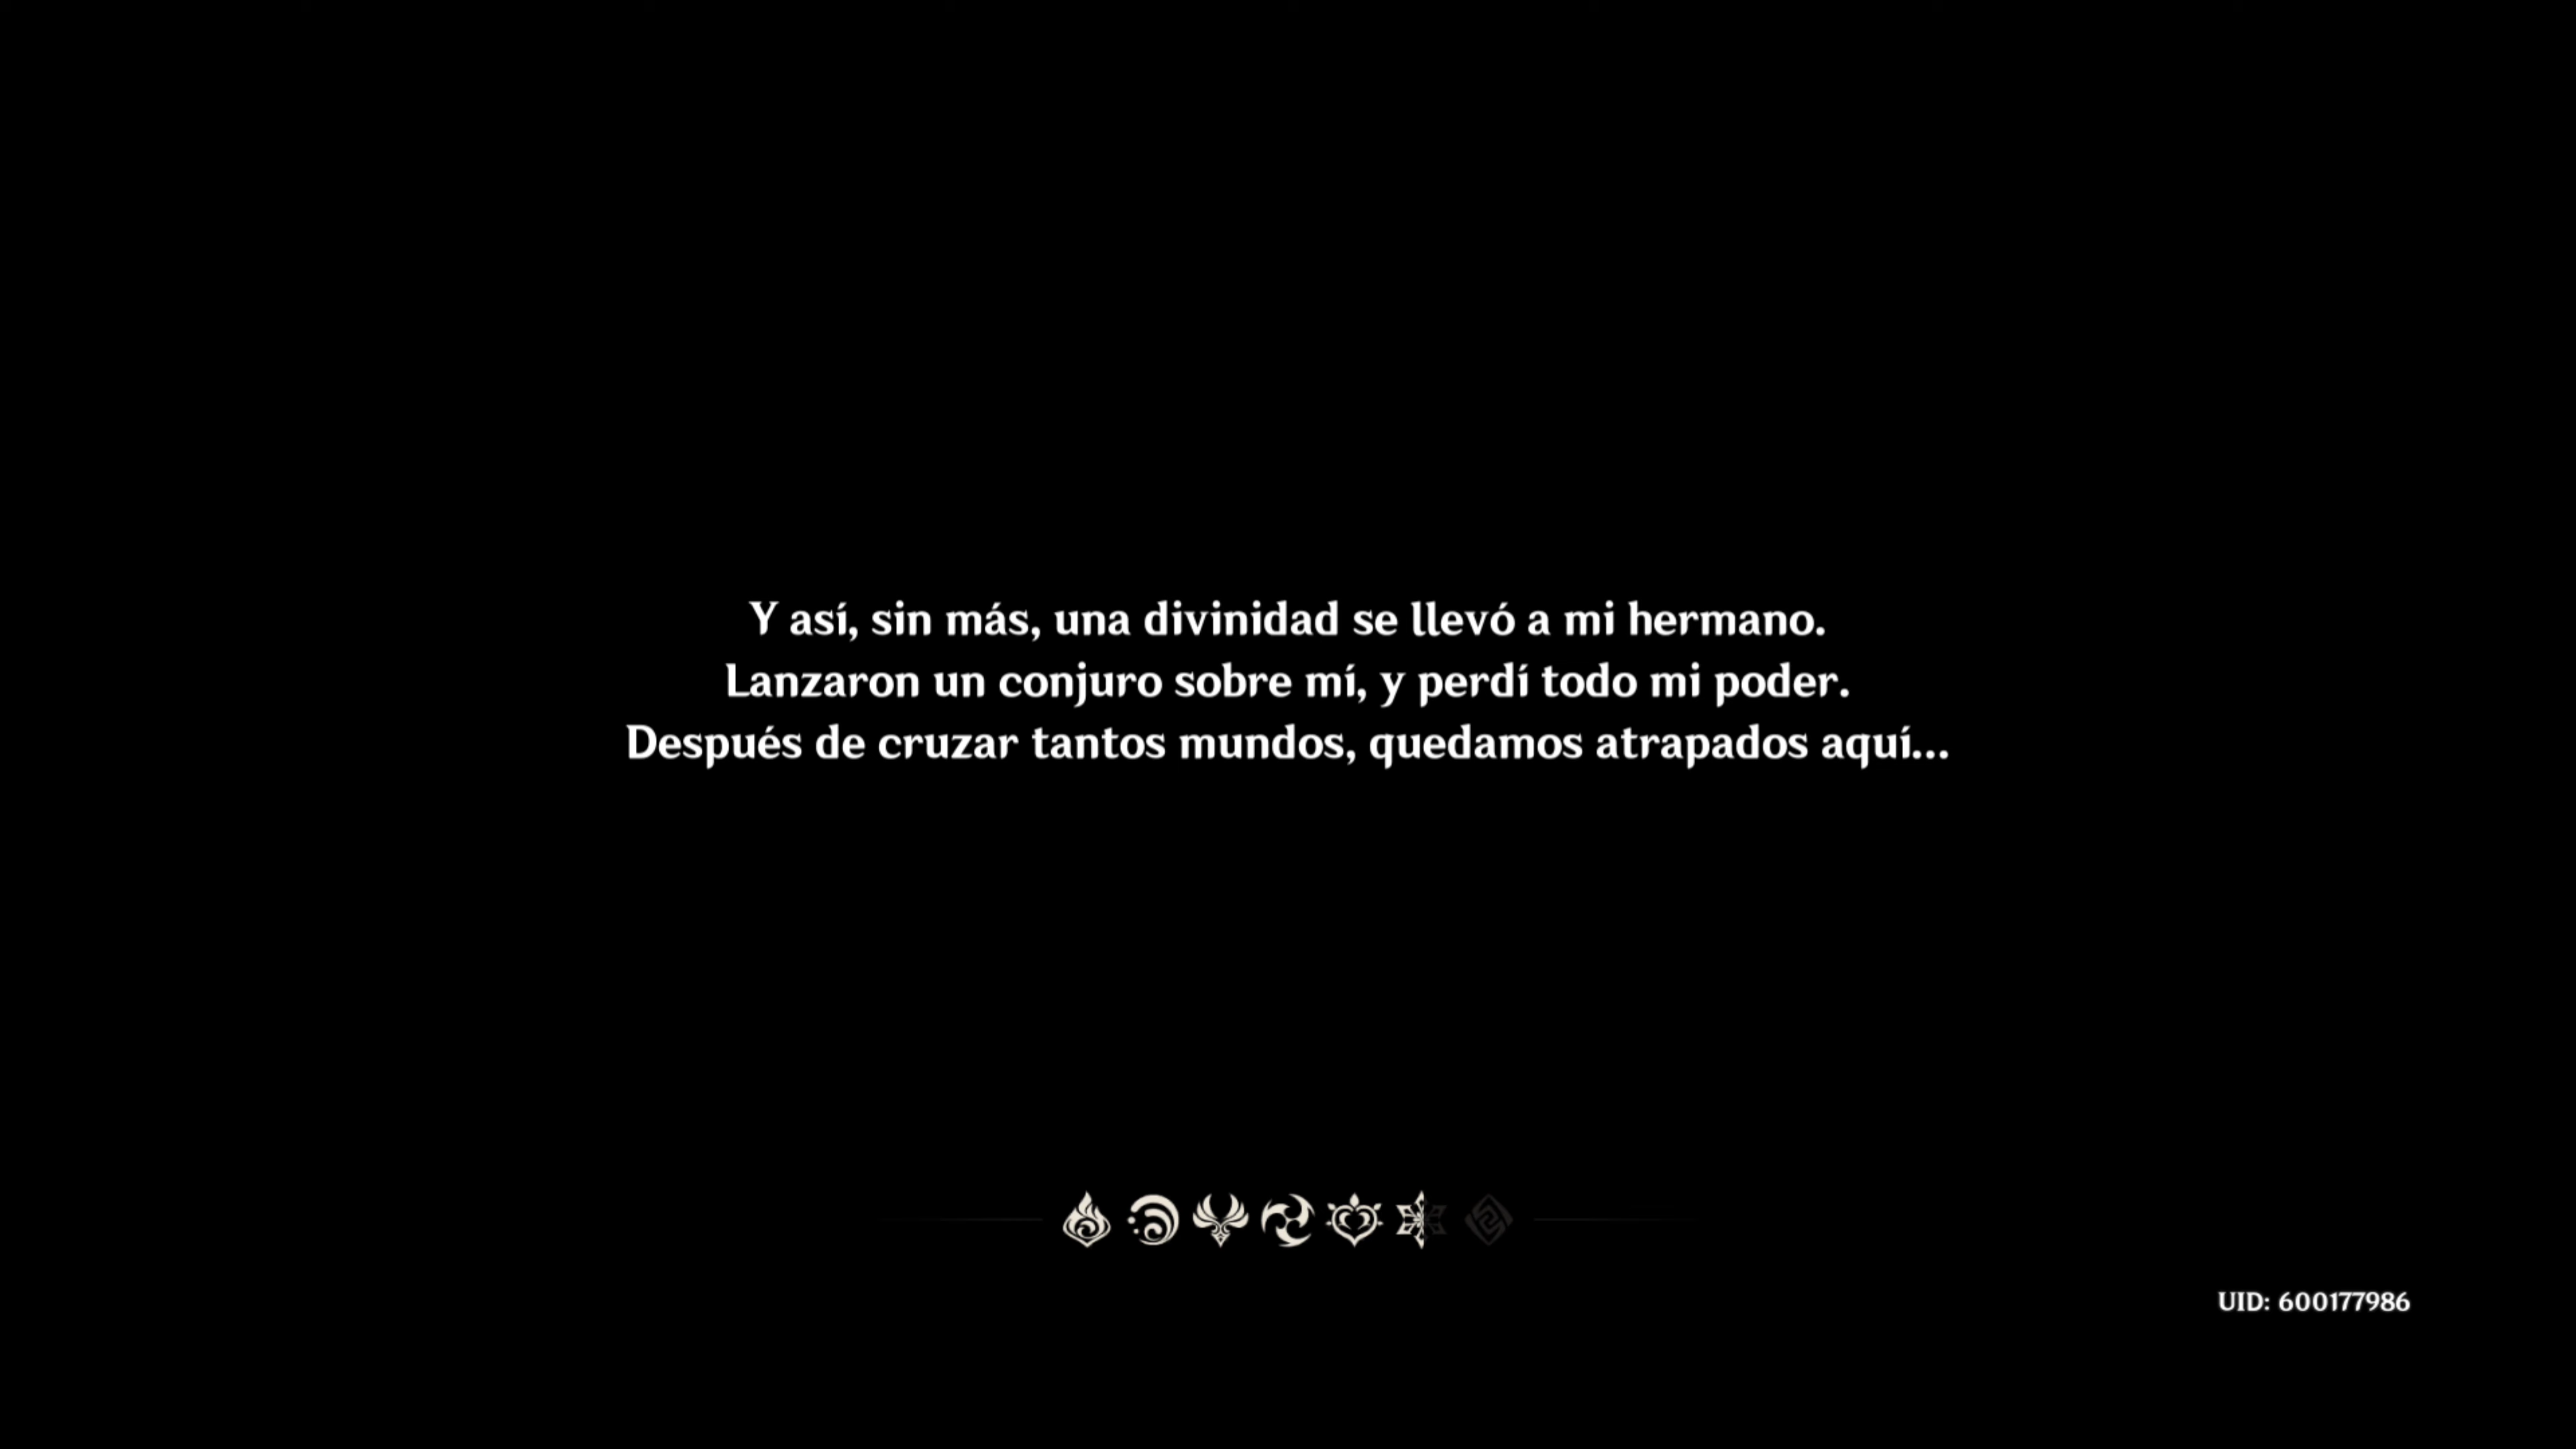 Y así, sin más, una divinidad se llevó a mi hermano.
Lanzaron un conjuro sobre mí, y perdí todo mi poder.
Después de cruzar tantos mundos, quedamos atrapados aquí...
UID: 600177986